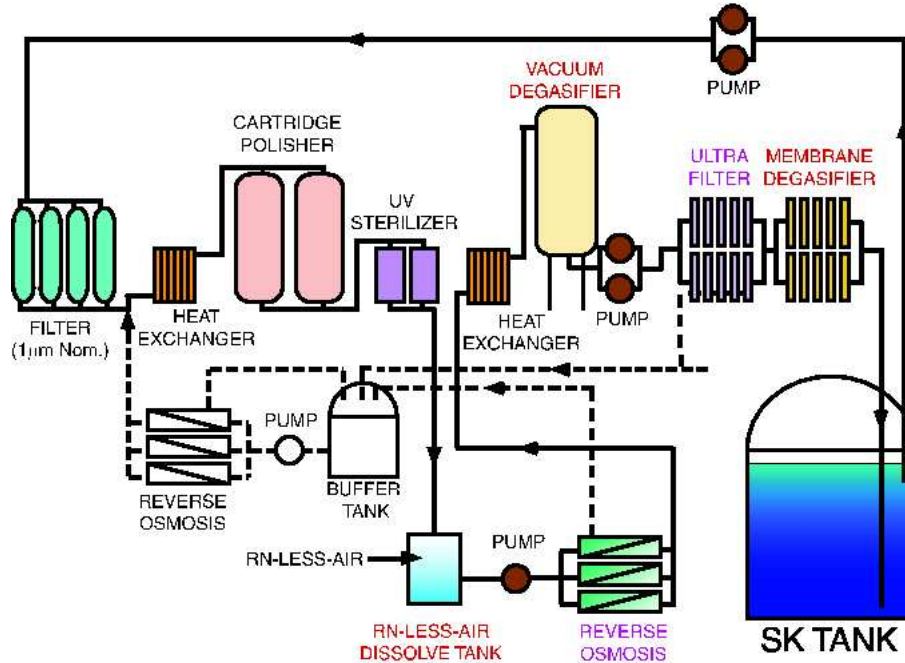 PUMP
VACUUM
DEGASIFIER
CARTRIDGE
POLISHER
ULTRA
FILTER
MEMBRANE
DEGASIFIER
UV
STERILIZER
FILTER
(1µm Nom.)
HEAT
EXCHANGER
HEAT
EXCHANGER
PUMP
PUMP
REVERSE
OSMOSIS
BUFFER
TANK
RN-LESS-AIR
PUMP
RN-LESS-AIR
DISSOLVE TANK
REVERSE
OSMOSIS
SK TANK